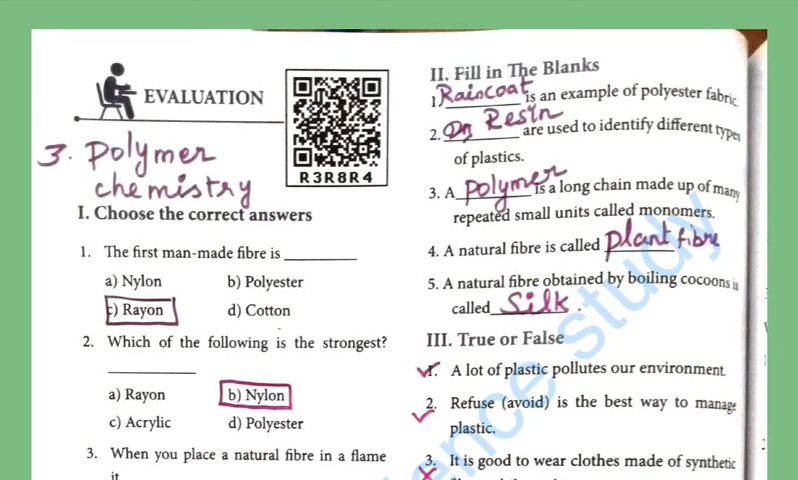 EVALUATION
R3R8R4
3. Polymer
chemistry
I. Choose the correct answers
1. The first man-made fibre is
a) Nylon b) Polyester
c) Rayon d) Cotton
2. Which of the following is the strongest?
a) Rayon b) Nylon
c) Acrylic d) Polyester
3. When you place a natural fibre in a flame
it
II. Fill in The Blanks
1. Raincoat is an example of polyester fabric.
2. Resin are used to identify different types
of plastics.
3. A polymer is a long chain made up of many
repeated small units called monomers.
4. A natural fibre is called plant fibre
5. A natural fibre obtained by boiling cocoons is
called Silk.
III. True or False
1. A lot of plastic pollutes our environment.
2. Refuse (avoid) is the best way to manage
plastic.
3. It is good to wear clothes made of synthetic
study